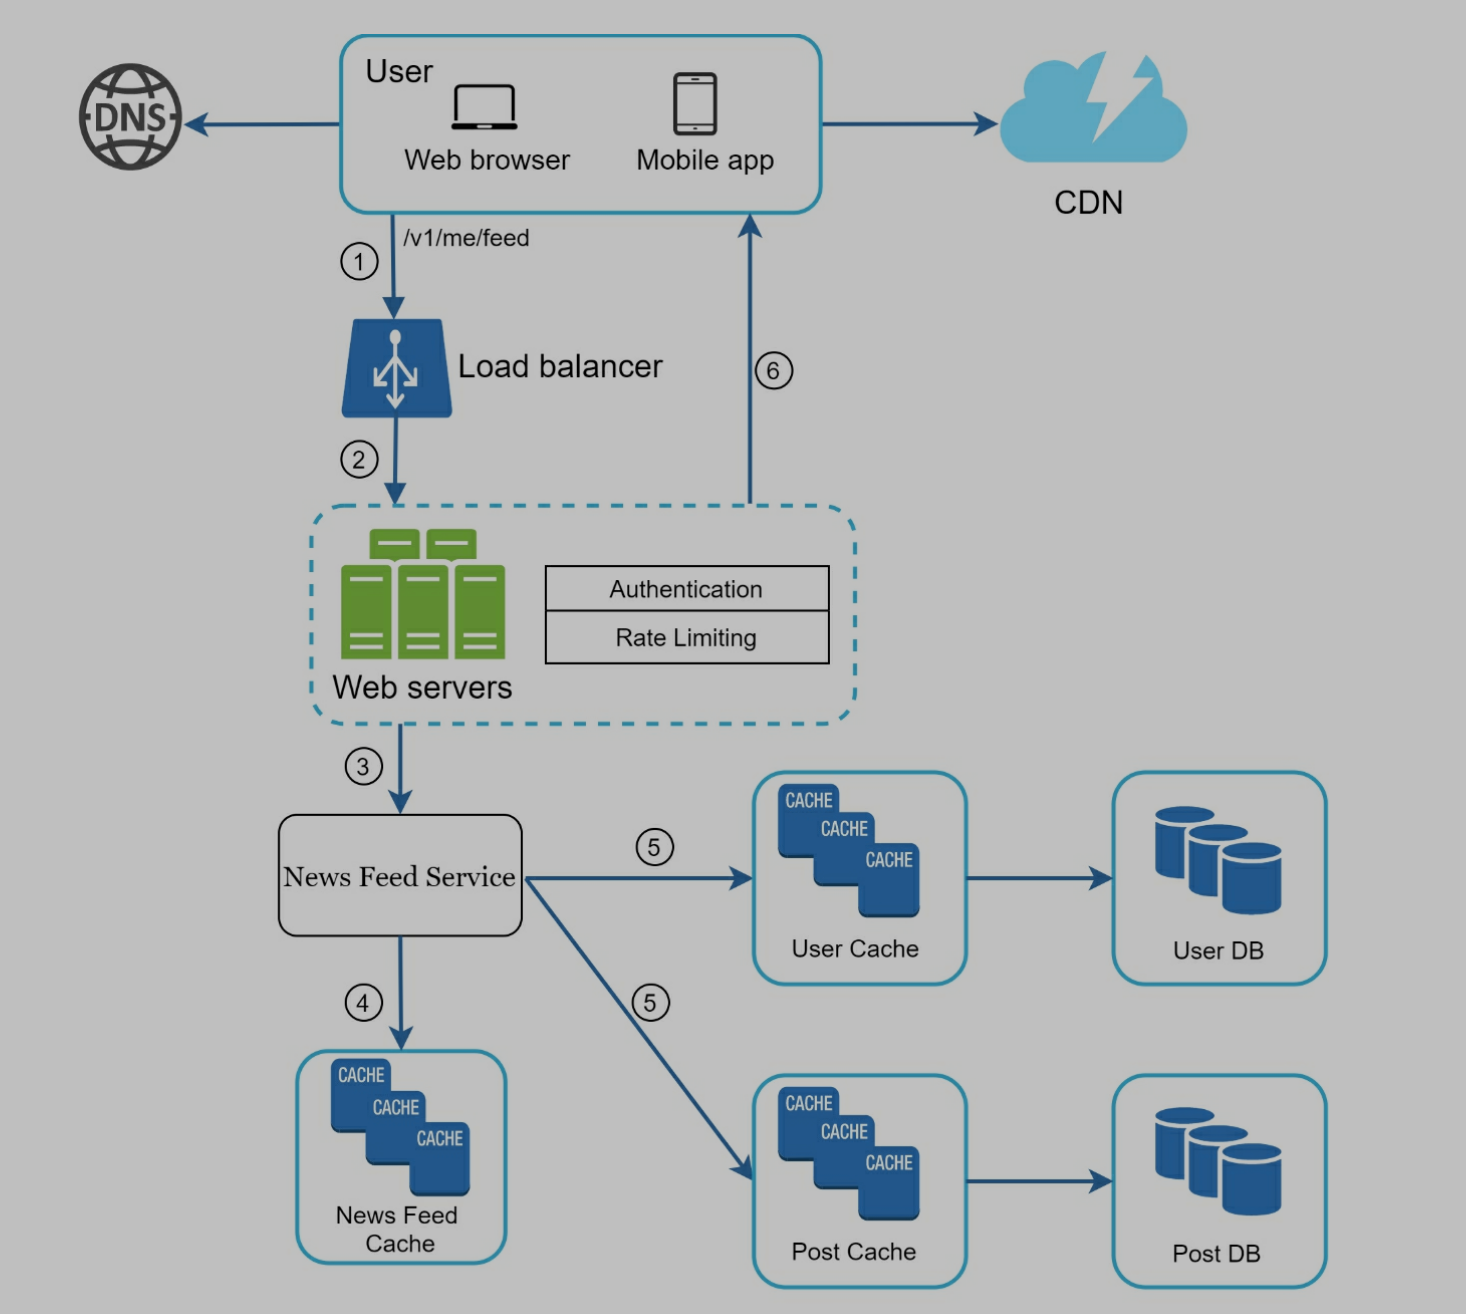 User
DNS
Web browser
Mobile app
CDN
/v1/me/feed
1
Load balancer
6
2
Authentication
Rate Limiting
Web servers
3
News Feed Service
5
CACHE
CACHE
CACHE
User Cache
User DB
4
5
CACHE
CACHE
CACHE
News Feed
Cache
CACHE
CACHE
CACHE
Post Cache
Post DB